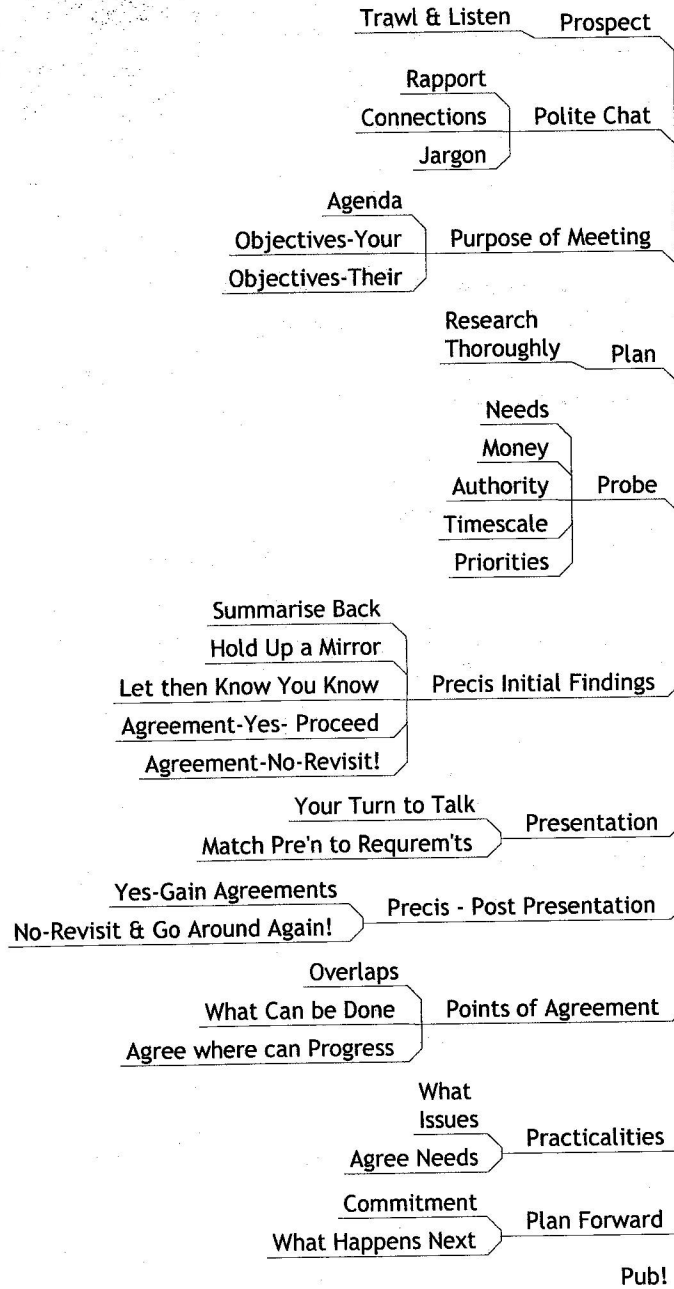 Trawl & Listen
Prospect
Rapport
Connections
Jargon
Polite Chat
Agenda
Objectives-Your
Objectives-Their
Purpose of Meeting
Research
Thoroughly
Plan
Needs
Money
Authority
Timescale
Priorities
Probe
Summarise Back
Hold Up a Mirror
Let then Know You Know
Agreement-Yes- Proceed
Agreement-No-Revisit!
Precis Initial Findings
Your Turn to Talk
Match Pre'n to Requrem'ts
Presentation
Yes-Gain Agreements
No-Revisit & Go Around Again!
Precis - Post Presentation
Overlaps
What Can be Done
Agree where can Progress
Points of Agreement
What
Issues
Agree Needs
Practicalities
Commitment
What Happens Next
Plan Forward
Pub!